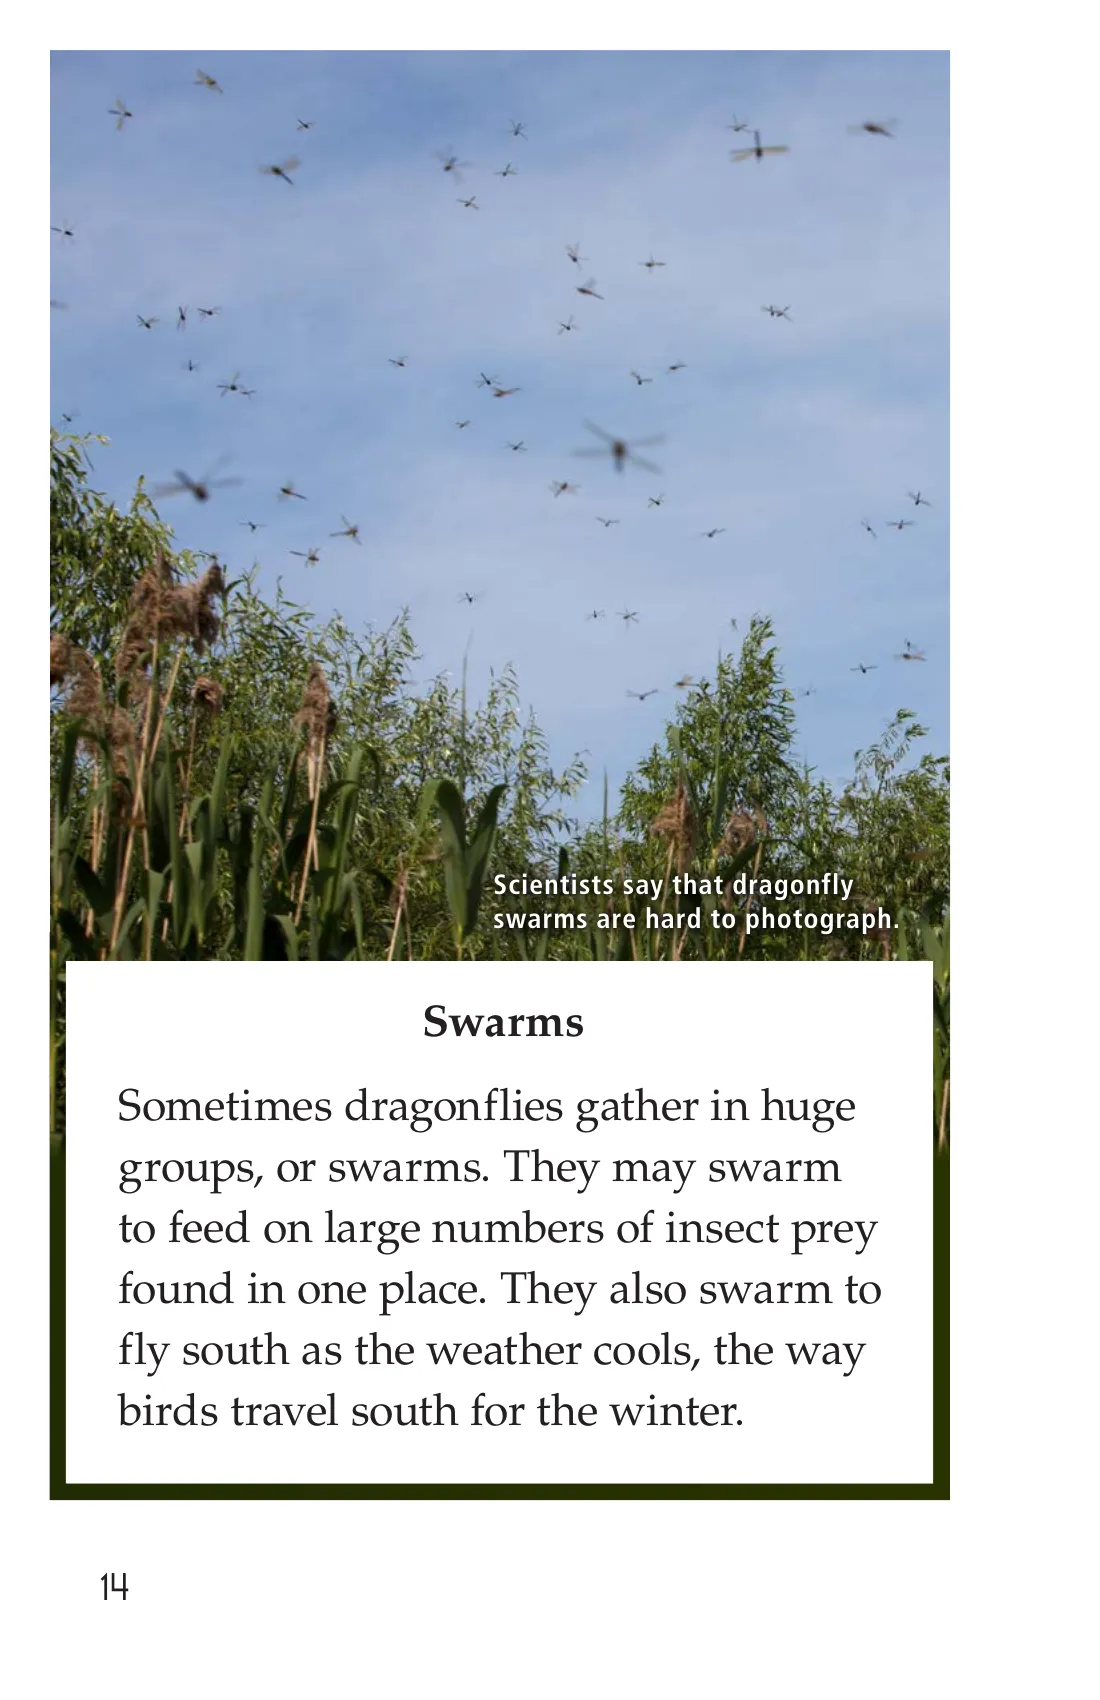 Scientists say that dragonfly
swarms are hard to photograph.
Swarms
Sometimes dragonflies gather in huge
groups, or swarms. They may swarm
to feed on large numbers of insect prey
found in one place. They also swarm to
fly south as the weather cools, the way
birds travel south for the winter.
14